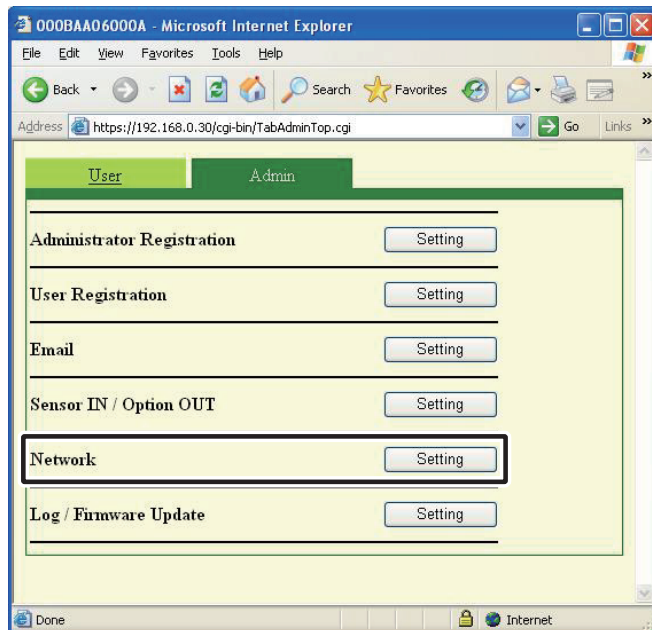 000BAA06000A - Microsoft Internet Explorer
File Edit View Favorites Tools Help
Back Search Favorites »
Address https://192.168.0.30/cgi-bin/TabAdminTop.cgi Go Links »
User Admin
Administrator Registration Setting
User Registration Setting
Email Setting
Sensor IN / Option OUT Setting
Network Setting
Log / Firmware Update Setting
Done Internet